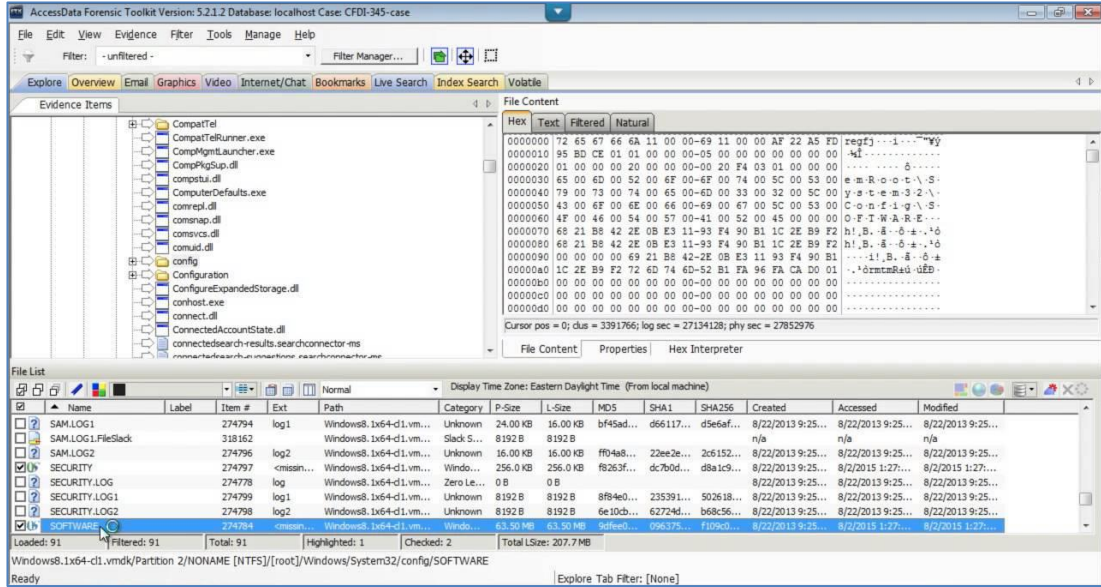 AccessData Forensic Toolkit Version: 5.2.1.2 Database: localhost Case: CFDI-345-case
File Edit View Evidence Filter Tools Manage Help
Filter: - unfiltered - Filter Manager...
Explore Overview Email Graphics Video Internet/Chat Bookmarks Live Search Index Search Volatile
Evidence Items
CompatTel
CompatTelRunner.exe
CompMgmtLauncher.exe
CompPkgSup.dll
compstui.dll
ComputerDefaults.exe
comrepl.dll
comsnap.dll
comsvcs.dll
comuid.dll
config
Configuration
ConfigureExpandedStorage.dll
conhost.exe
connect.dll
ConnectedAccountState.dll
connectedsearch-results.searchconnector-ms
connectedsearch-suggestions.searchconnector-ms
File Content
Hex Text Filtered Natural
0000000 72 65 67 66 6A 11 00 00-69 11 00 00 AF 22 A5 FD regfj···i···¯"¥ý
0000010 95 BD CE 01 01 00 00 00-05 00 00 00 00 00 00 00 ·½Î·············
0000020 01 00 00 00 20 00 00 00-00 20 F4 03 01 00 00 00 ···· ···· ô·····
0000030 65 00 6D 00 52 00 6F 00-6F 00 74 00 5C 00 53 00 e·m·R·o·o·t·\·S·
0000040 79 00 73 00 74 00 65 00-6D 00 33 00 32 00 5C 00 y·s·t·e·m·3·2·\·
0000050 43 00 6F 00 6E 00 66 00-69 00 67 00 5C 00 53 00 C·o·n·f·i·g·\·S·
0000060 4F 00 46 00 54 00 57 00-41 00 52 00 45 00 00 00 O·F·T·W·A·R·E···
0000070 68 21 B8 42 2E 0B E3 11-93 F4 90 B1 1C 2E B9 F2 h!¸B.·ã··ô·±·.¹ò
0000080 68 21 B8 42 2E 0B E3 11-93 F4 90 B1 1C 2E B9 F2 h!¸B.·ã··ô·±·.¹ò
0000090 00 00 00 00 69 21 B8 42-2E 0B E3 11 93 F4 90 B1 ····i!¸B.·ã··ô·±
00000a0 1C 2E B9 F2 72 6D 74 6D-52 B1 FA 96 FA CA D0 01 ·.¹òrmtmR±ú·úÊÐ·
00000b0 00 00 00 00 00 00 00 00-00 00 00 00 00 00 00 00 ················
00000c0 00 00 00 00 00 00 00 00-00 00 00 00 00 00 00 00 ················
00000d0 00 00 00 00 00 00 00 00-00 00 00 00 00 00 00 00 ················
Cursor pos = 0; clus = 3391766; log sec = 27134128; phy sec = 27852976
File Content Properties Hex Interpreter
File List
Normal Display Time Zone: Eastern Daylight Time (From local machine)
Name Label Item # Ext Path Category P-Size L-Size MD5 SHA1 SHA256 Created Accessed Modified
SAM.LOG1 274794 log1 Windows8.1x64-cl1.vm... Unknown 24.00 KB 16.00 KB bf45ad... d66117... d5e6af... 8/22/2013 9:25... 8/22/2013 9:25... 8/22/2013 9:25...
SAM.LOG1.FileSlack 318162 Windows8.1x64-cl1.vm... Slack S... 8192 B 8192 B n/a n/a n/a
SAM.LOG2 274796 log2 Windows8.1x64-cl1.vm... Unknown 16.00 KB 16.00 KB ff04a8... 22ee2e... 2c6152... 8/22/2013 9:25... 8/22/2013 9:25... 8/22/2013 9:25...
SECURITY 274797 <missin... Windows8.1x64-cl1.vm... Windo... 256.0 KB 256.0 KB f8263f... dc7b0d... d8a1c9... 8/22/2013 9:25... 8/2/2015 1:27:... 8/2/2015 1:27:...
SECURITY.LOG 274778 log Windows8.1x64-cl1.vm... Zero Le... 0 B 0 B 8/22/2013 9:25... 8/22/2013 9:25... 8/22/2013 9:25...
SECURITY.LOG1 274799 log1 Windows8.1x64-cl1.vm... Unknown 8192 B 8192 B 8f84e0... 235391... 502618... 8/22/2013 9:25... 8/22/2013 9:25... 8/22/2013 9:25...
SECURITY.LOG2 274798 log2 Windows8.1x64-cl1.vm... Unknown 8192 B 8192 B 6e10cb... 62724d... b68c56... 8/22/2013 9:25... 8/22/2013 9:25... 8/22/2013 9:25...
SOFTWARE 274784 <missin... Windows8.1x64-cl1.vm... Windo... 63.50 MB 63.50 MB 9dfee0... 096375... f109c0... 8/22/2013 9:25... 8/2/2015 1:27:... 8/2/2015 1:27:...
Loaded: 91 Filtered: 91 Total: 91 Highlighted: 1 Checked: 2 Total LSize: 207.7 MB
Windows8.1x64-cl1.vmdk/Partition 2/NONAME [NTFS]/[root]/Windows/System32/config/SOFTWARE
Ready Explore Tab Filter: [None]